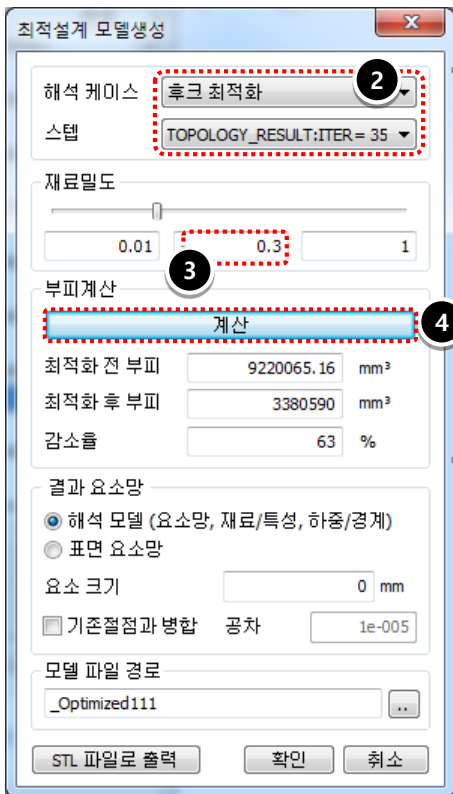 최적설계 모델생성
해석 케이스 후크 최적화
2
스텝 TOPOLOGY_RESULT:ITER= 35
재료밀도
0.01 0.3 1
3
부피계산
계산
4
최적화 전 부피 9220065.16 mm³
최적화 후 부피 3380590 mm³
감소율 63 %
결과 요소망
해석 모델 (요소망, 재료/특성, 하중/경계)
표면 요소망
요소 크기 0 mm
기존절점과 병합 공차 1e-005
모델 파일 경로
_Optimized111 ..
STL 파일로 출력 확인 취소